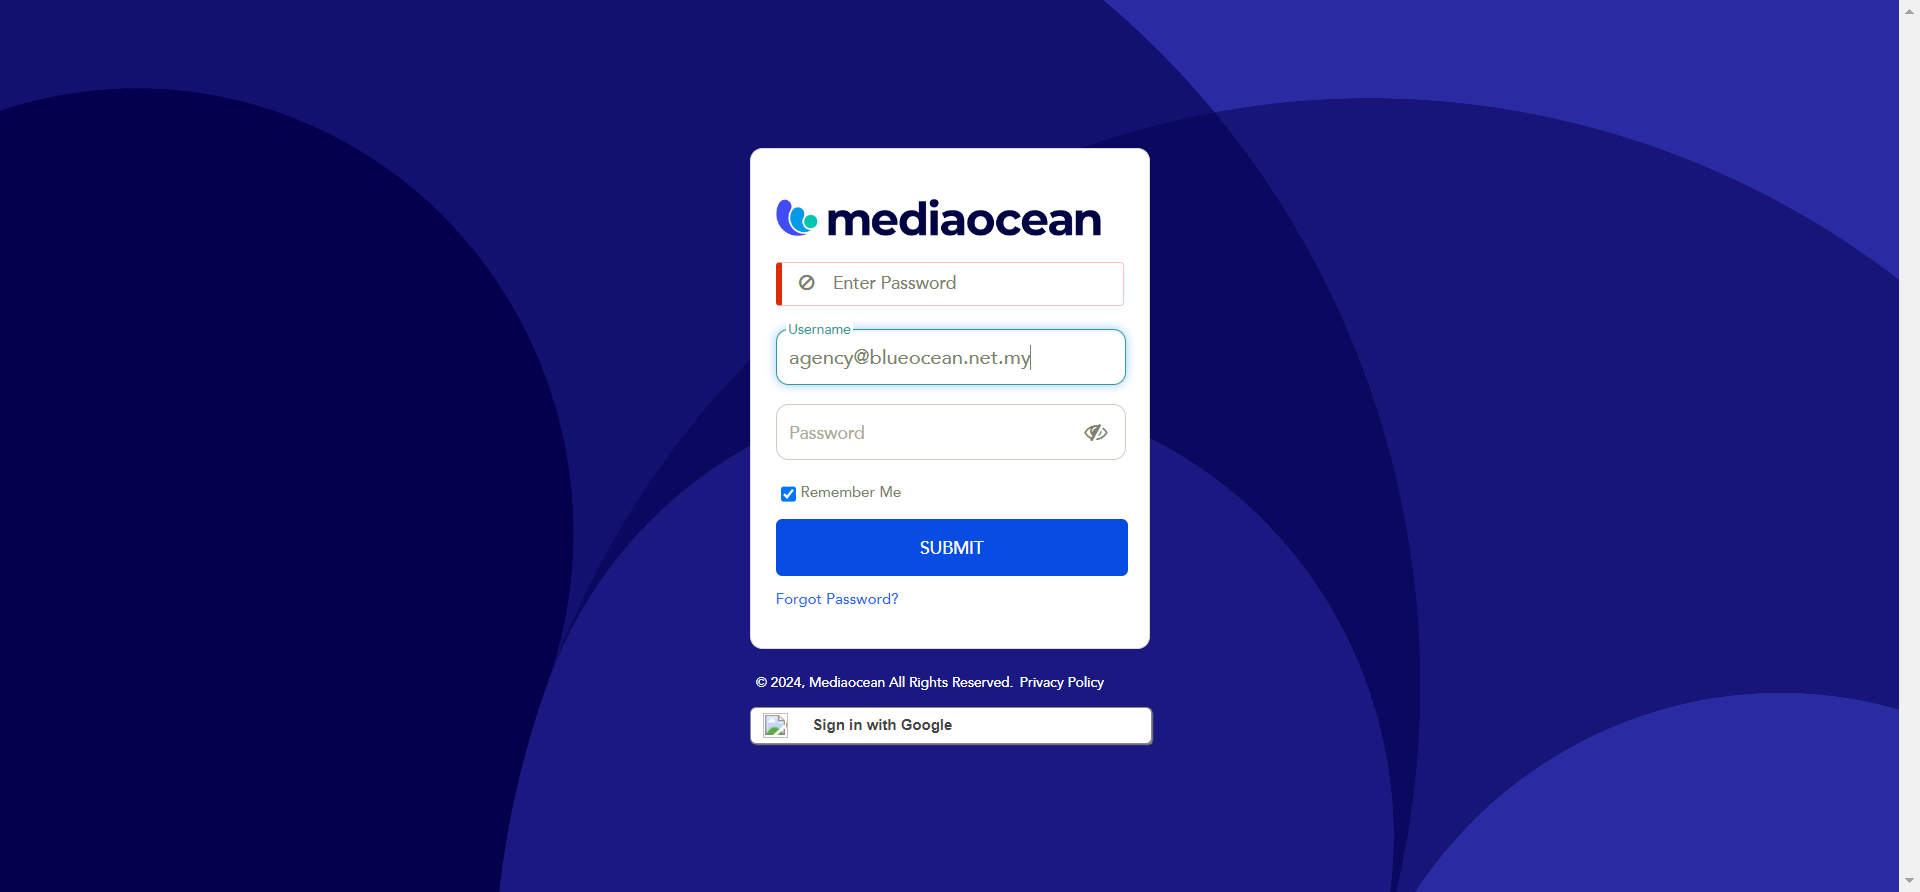 mediaocean
Enter Password
Username
agency@blueocean.net.my
Password
Remember Me
SUBMIT
Forgot Password?
© 2024, Mediaocean All Rights Reserved. Privacy Policy
Sign in with Google